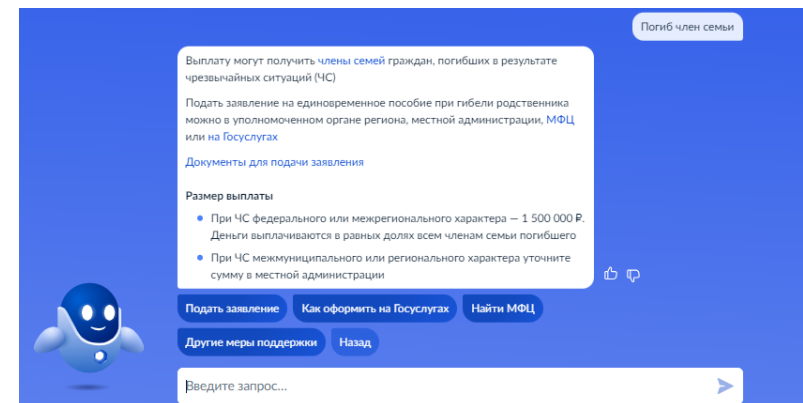 Погиб член семьи
Выплату могут получить члены семей граждан, погибших в результате
чрезвычайных ситуаций (ЧС)
Подать заявление на единовременное пособие при гибели родственника
можно в уполномоченном органе региона, местной администрации, МФЦ
или на Госуслугах
Документы для подачи заявления
Размер выплаты
• При ЧС федерального или межрегионального характера — 1 500 000 ₽.
Деньги выплачиваются в равных долях всем членам семьи погибшего
• При ЧС межмуниципального или регионального характера уточните
сумму в местной администрации
Подать заявление Как оформить на Госуслугах Найти МФЦ
Другие меры поддержки Назад
Введите запрос...